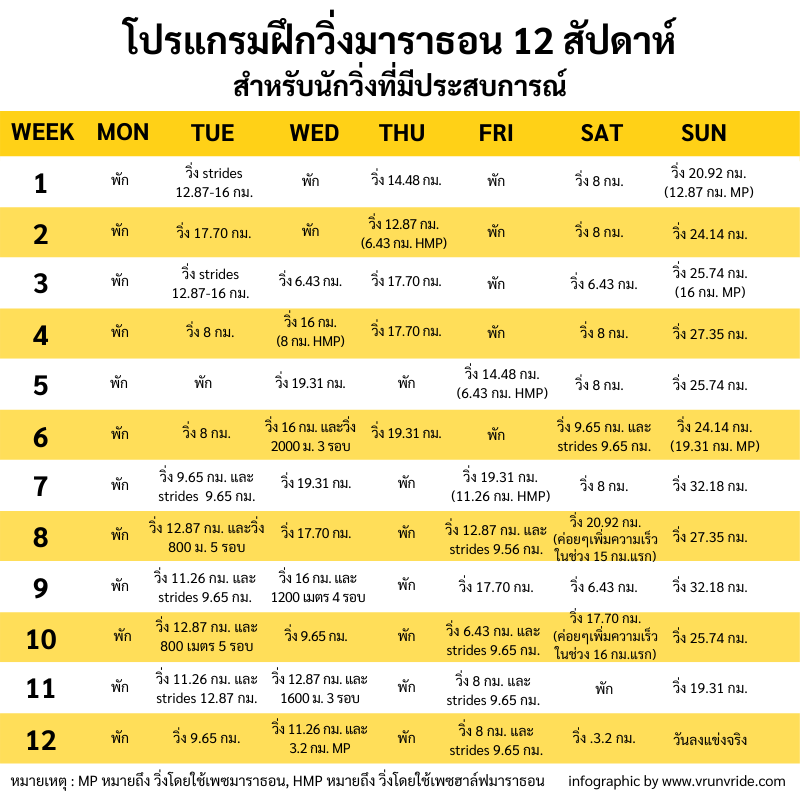 โปรแกรมฝึกวิ่งมาราธอน 12 สัปดาห์
สำหรับนักวิ่งที่มีประสบการณ์
WEEK MON TUE WED THU FRI SAT SUN
1 พัก วิ่ง strides 12.87-16 กม. พัก วิ่ง 14.48 กม. พัก วิ่ง 8 กม. วิ่ง 20.92 กม. (12.87 กม. MP)
2 พัก วิ่ง 17.70 กม. พัก วิ่ง 12.87 กม. (6.43 กม. HMP) พัก วิ่ง 8 กม. วิ่ง 24.14 กม.
3 พัก วิ่ง strides 12.87-16 กม. วิ่ง 6.43 กม. วิ่ง 17.70 กม. พัก วิ่ง 6.43 กม. วิ่ง 25.74 กม. (16 กม. MP)
4 พัก วิ่ง 8 กม. วิ่ง 16 กม. (8 กม. HMP) วิ่ง 17.70 กม. พัก วิ่ง 8 กม. วิ่ง 27.35 กม.
5 พัก พัก วิ่ง 19.31 กม. พัก วิ่ง 14.48 กม. (6.43 กม. HMP) วิ่ง 8 กม. วิ่ง 25.74 กม.
6 พัก วิ่ง 8 กม. วิ่ง 16 กม. และวิ่ง 2000 ม. 3 รอบ วิ่ง 19.31 กม. พัก วิ่ง 9.65 กม. และ strides 9.65 กม. วิ่ง 24.14 กม. (19.31 กม. MP)
7 พัก วิ่ง 9.65 กม. และ strides 9.65 กม. วิ่ง 19.31 กม. พัก วิ่ง 19.31 กม. (11.26 กม. HMP) วิ่ง 8 กม. วิ่ง 32.18 กม.
8 พัก วิ่ง 12.87 กม. และวิ่ง 800 ม. 5 รอบ วิ่ง 17.70 กม. พัก วิ่ง 12.87 กม. และ strides 9.56 กม. วิ่ง 20.92 กม. (ค่อยๆเพิ่มความเร็ว ในช่วง 15 กม.แรก) วิ่ง 27.35 กม.
9 พัก วิ่ง 11.26 กม. และ strides 9.65 กม. วิ่ง 16 กม. และ 1200 เมตร 4 รอบ พัก วิ่ง 17.70 กม. วิ่ง 6.43 กม. วิ่ง 32.18 กม.
10 พัก วิ่ง 12.87 กม. และ 800 เมตร 5 รอบ วิ่ง 9.65 กม. พัก วิ่ง 6.43 กม. และ strides 9.65 กม. วิ่ง 17.70 กม. (ค่อยๆเพิ่มความเร็ว ในช่วง 16 กม.แรก) วิ่ง 25.74 กม.
11 พัก วิ่ง 11.26 กม. และ strides 12.87 กม. วิ่ง 12.87 กม. และ 1600 ม. 3 รอบ พัก วิ่ง 8 กม. และ strides 9.65 กม. พัก วิ่ง 19.31 กม.
12 พัก วิ่ง 9.65 กม. วิ่ง 11.26 กม. และ 3.2 กม. MP พัก วิ่ง 8 กม. และ strides 9.65 กม. วิ่ง .3.2 กม. วันลงแข่งจริง
หมายเหตุ : MP หมายถึง วิ่งโดยใช้เพซมาราธอน, HMP หมายถึง วิ่งโดยใช้เพซฮาล์ฟมาราธอน infographic by www.vrunvride.com